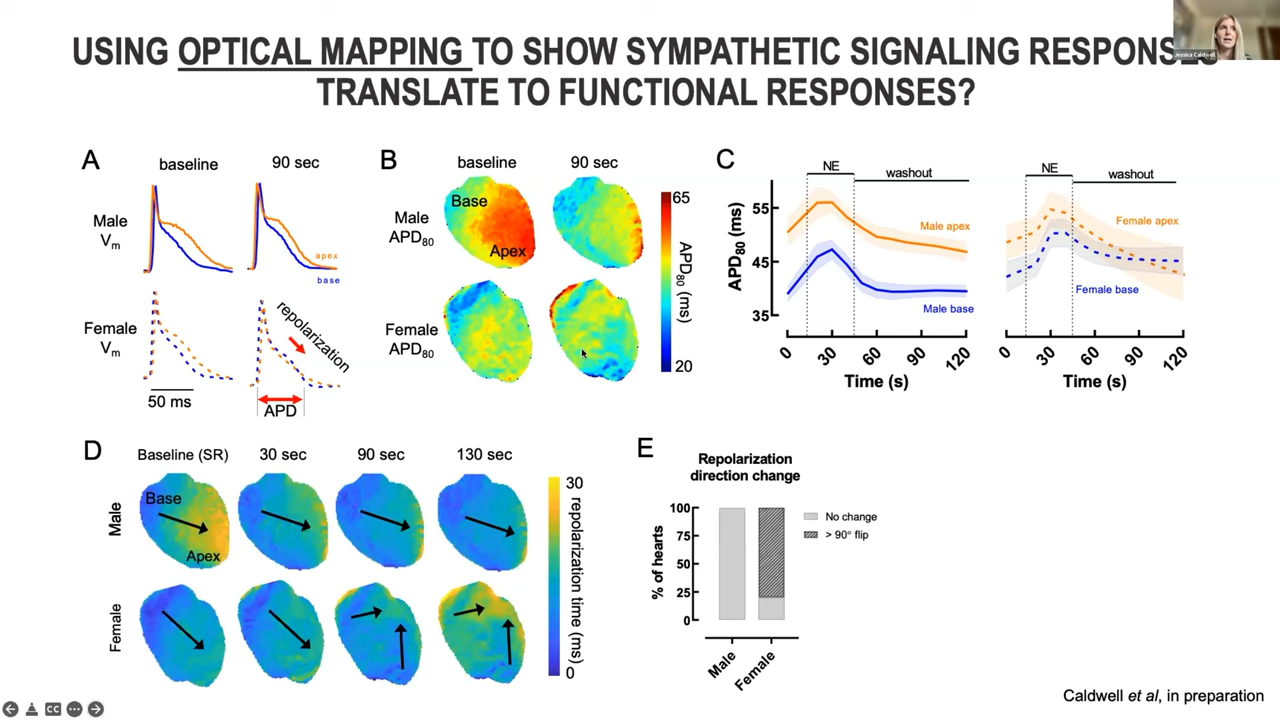 USING OPTICAL MAPPING TO SHOW SYMPATHETIC SIGNALING RESPONSES
TRANSLATE TO FUNCTIONAL RESPONSES?
Jessica Caldwell
A
baseline
90 sec
Male
Vm
apex
base
Female
Vm
repolarization
50 ms
APD
B
baseline
90 sec
Male
APD80
Base
Apex
Female
APD80
65
APD80 (ms)
20
C
NE
washout
APD80 (ms)
55
45
35
Male apex
Male base
0
30
60
90
120
Time (s)
NE
washout
Female apex
Female base
0
30
60
90
120
Time (s)
D
Baseline (SR)
30 sec
90 sec
130 sec
Male
Base
Apex
Female
30
repolarization time (ms)
0
E
Repolarization
direction change
% of hearts
100
75
50
25
0
Male
Female
No change
> 90° flip
Caldwell et al, in preparation
CC